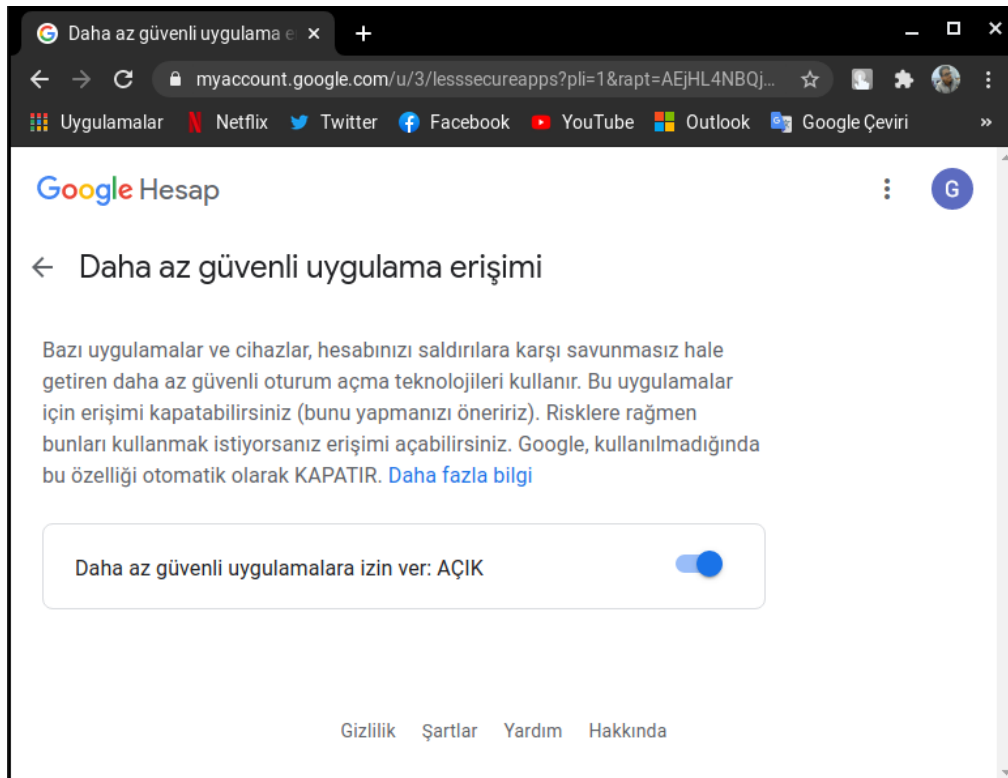 Daha az güvenli uygulama e
myaccount.google.com/u/3/lesssecureapps?pli=1&rapt=AEjHL4NBQj...
Uygulamalar Netflix Twitter Facebook YouTube Outlook Google Çeviri »
Google Hesap
G
Daha az güvenli uygulama erişimi
Bazı uygulamalar ve cihazlar, hesabınızı saldırılara karşı savunmasız hale
getiren daha az güvenli oturum açma teknolojileri kullanır. Bu uygulamalar
için erişimi kapatabilirsiniz (bunu yapmanızı öneririz). Risklere rağmen
bunları kullanmak istiyorsanız erişimi açabilirsiniz. Google, kullanılmadığında
bu özelliği otomatik olarak KAPATIR. Daha fazla bilgi
Daha az güvenli uygulamalara izin ver: AÇIK
Gizlilik Şartlar Yardım Hakkında